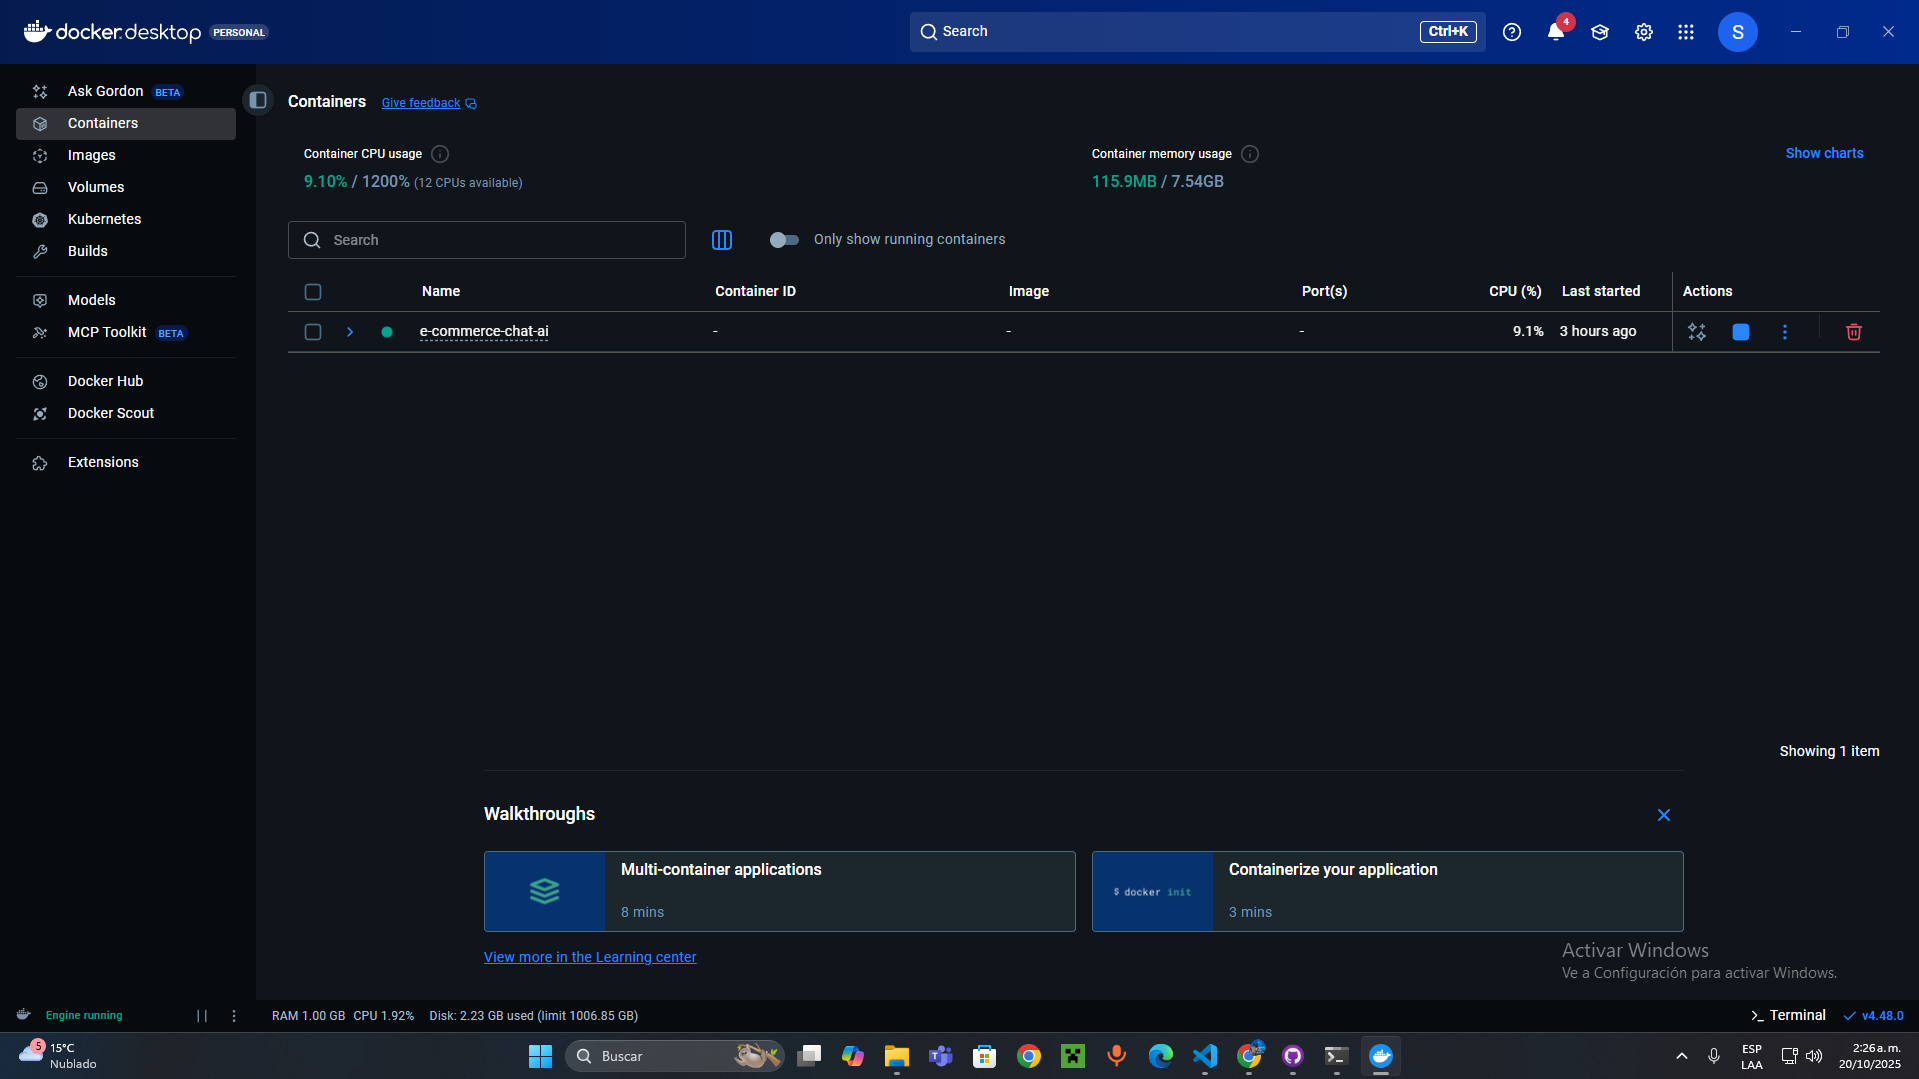 docker.desktop PERSONAL
Search Ctrl+K
4
S
Ask Gordon BETA
Containers
Images
Volumes
Kubernetes
Builds
Models
MCP Toolkit BETA
Docker Hub
Docker Scout
Extensions
Containers Give feedback
Container CPU usage
9.10% / 1200% (12 CPUs available)
Container memory usage
115.9MB / 7.54GB
Show charts
Search
Only show running containers
Name Container ID Image Port(s) CPU (%) Last started Actions
e-commerce-chat-ai - - - 9.1% 3 hours ago
Showing 1 item
Walkthroughs
Multi-container applications
8 mins
$ docker init
Containerize your application
3 mins
View more in the Learning center
Activar Windows
Ve a Configuración para activar Windows.
Engine running
RAM 1.00 GB CPU 1.92% Disk: 2.23 GB used (limit 1006.85 GB)
Terminal
v4.48.0
5
15°C
Nublado
Buscar
ESP
LAA
2:26 a. m.
20/10/2025